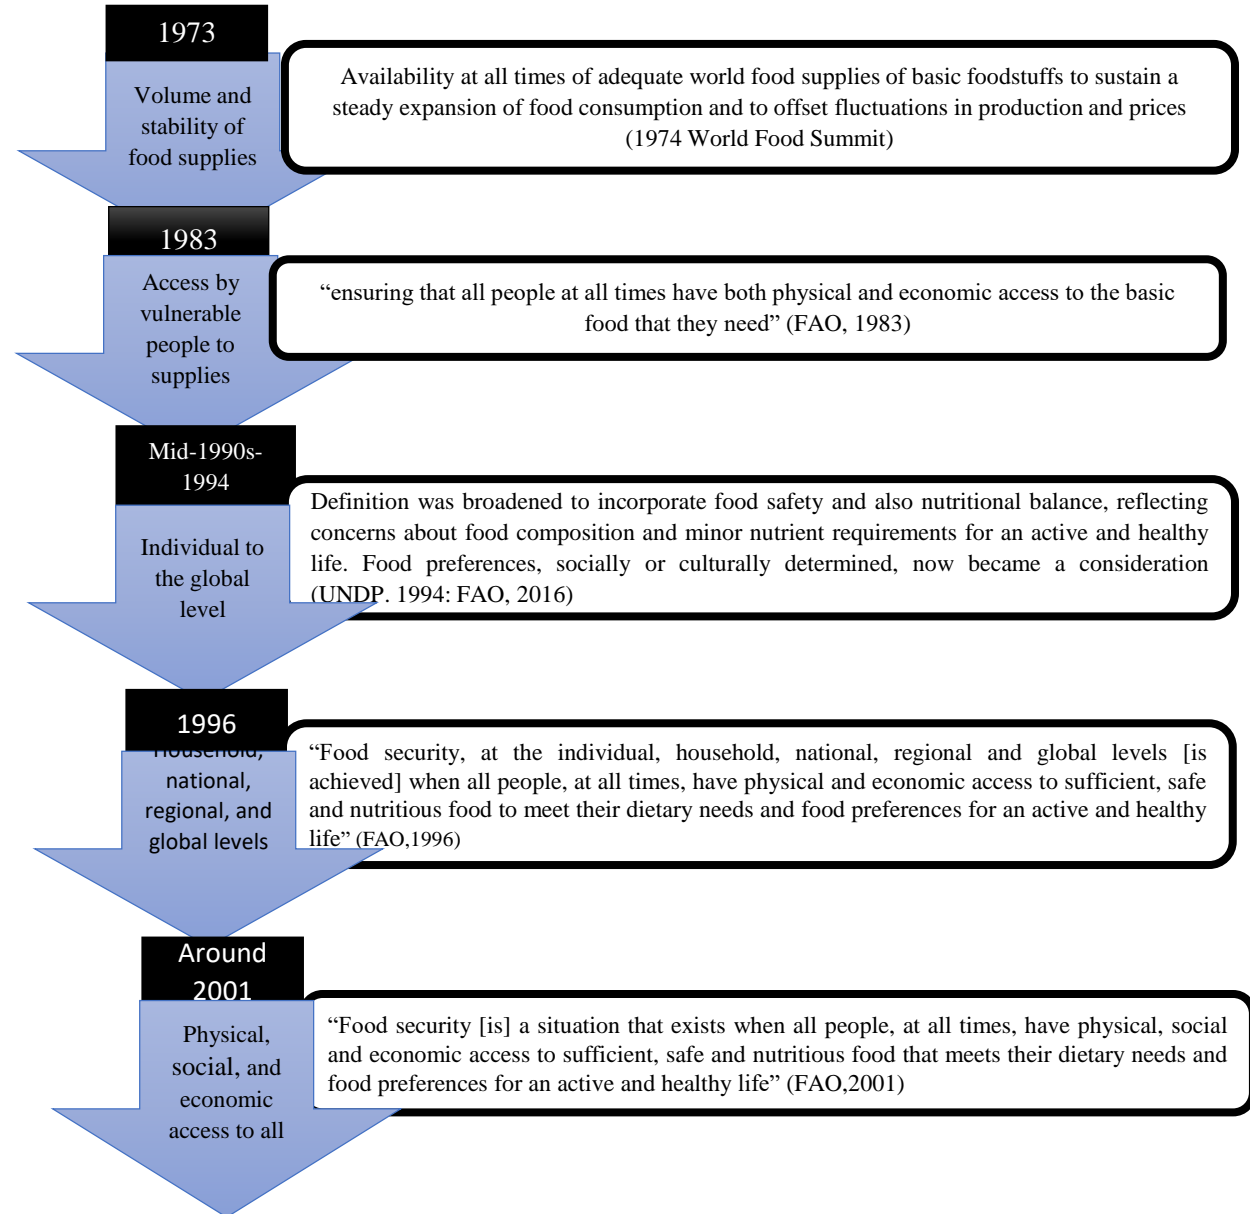 1973
Volume and
stability of
food supplies
Availability at all times of adequate world food supplies of basic foodstuffs to sustain a
steady expansion of food consumption and to offset fluctuations in production and prices
(1974 World Food Summit)
1983
Access by
vulnerable
people to
supplies
“ensuring that all people at all times have both physical and economic access to the basic
food that they need” (FAO, 1983)
Mid-1990s-
1994
Individual to
the global
level
Definition was broadened to incorporate food safety and also nutritional balance, reflecting
concerns about food composition and minor nutrient requirements for an active and healthy
life. Food preferences, socially or culturally determined, now became a consideration
(UNDP. 1994: FAO, 2016)
1996
Household,
national,
regional, and
global levels
“Food security, at the individual, household, national, regional and global levels [is
achieved] when all people, at all times, have physical and economic access to sufficient, safe
and nutritious food to meet their dietary needs and food preferences for an active and healthy
life” (FAO,1996)
Around
2001
Physical,
social, and
economic
access to all
“Food security [is] a situation that exists when all people, at all times, have physical, social
and economic access to sufficient, safe and nutritious food that meets their dietary needs and
food preferences for an active and healthy life” (FAO,2001)